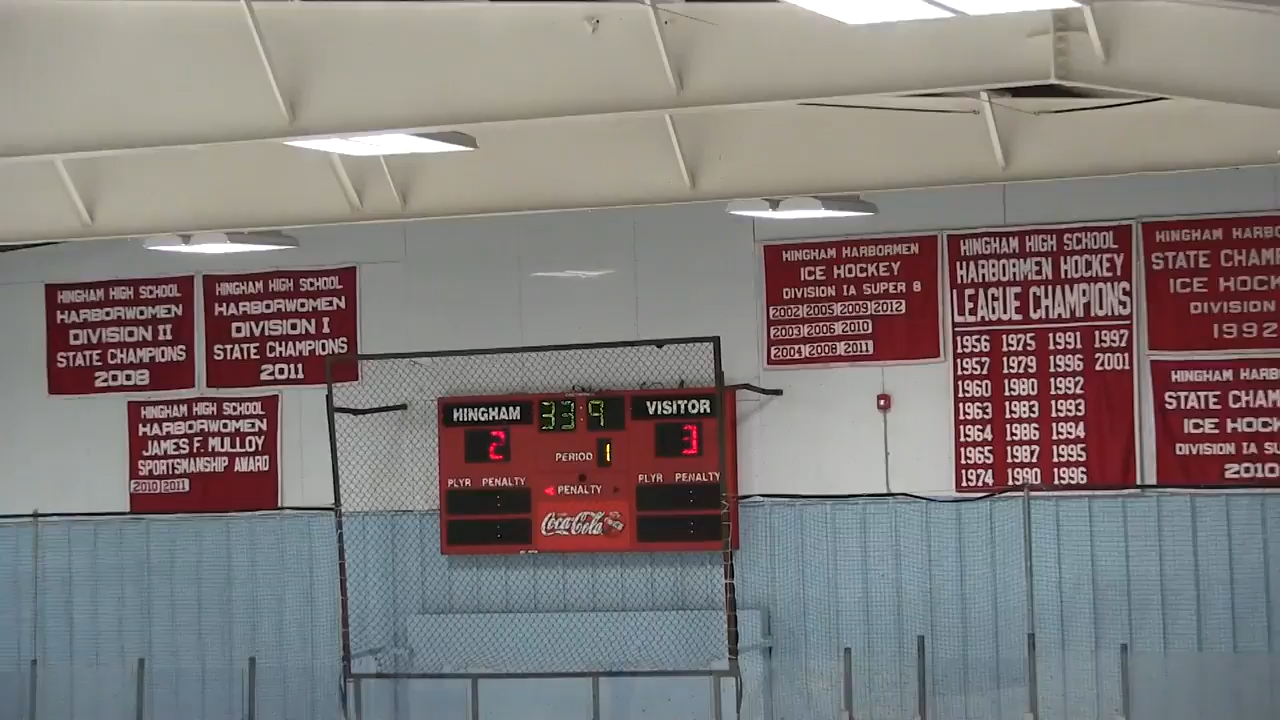 HINGHAM HIGH SCHOOL
HARBORWOMEN
DIVISION II
STATE CHAMPIONS
2008
HINGHAM HIGH SCHOOL
HARBORWOMEN
DIVISION I
STATE CHAMPIONS
2011
HINGHAM HIGH SCHOOL
HARBORWOMEN
JAMES F. MULLOY
SPORTSMANSHIP AWARD
2010 2011
HINGHAM 33:9 VISITOR
2 PERIOD 1 3
PLYR PENALTY PENALTY PLYR PENALTY
Coca-Cola
HINGHAM HARBORMEN
ICE HOCKEY
DIVISION IA SUPER 8
2002 2005 2009 2012
2003 2006 2010
2004 2008 2011
HINGHAM HIGH SCHOOL
HARBORMEN HOCKEY
LEAGUE CHAMPIONS
1956 1975 1991 1997
1957 1979 1996 2001
1960 1980 1992
1963 1983 1993
1964 1986 1994
1965 1987 1995
1974 1990 1996
HINGHAM HARBO
STATE CHAMP
ICE HOCK
DIVISION
1992
HINGHAM HARB
STATE CHAM
ICE HOCK
DIVISION IA SU
2010